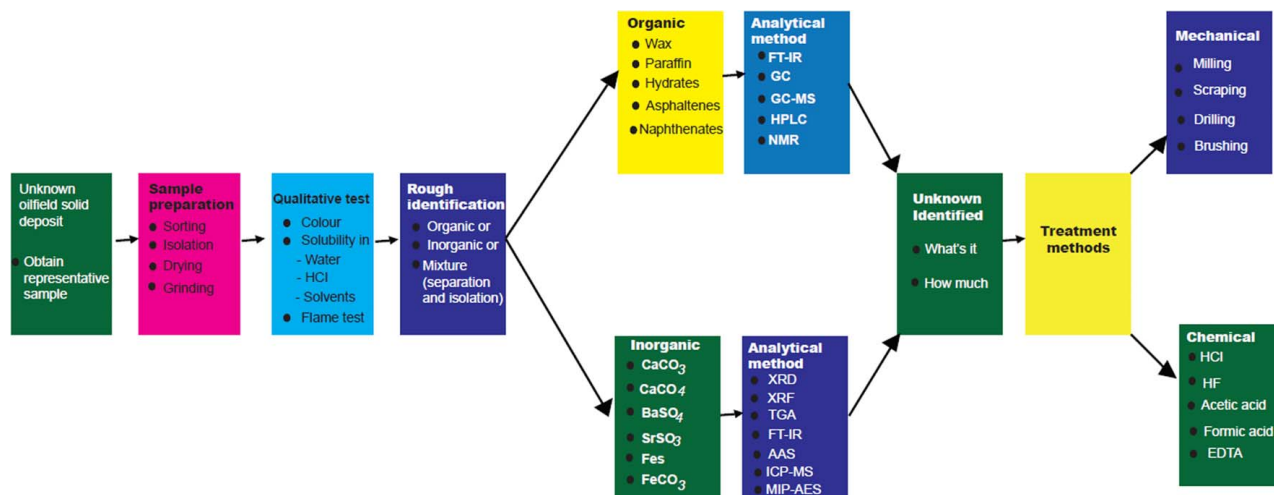 Unknown
oilfield solid
deposit
● Obtain
representative
sample
Sample
preparation
● Sorting
● Isolation
● Drying
● Grinding
Qualitative test
● Colour
● Solubility in
- Water
- HCl
- Solvents
● Flame test
Rough
identification
● Organic or
● Inorganic or
● Mixture
(separation
and isolation)
Organic
● Wax
● Paraffin
● Hydrates
● Asphaltenes
● Naphthenates
Analytical
method
● FT-IR
● GC
● GC-MS
● HPLC
● NMR
Inorganic
● CaCO3
● CaCO4
● BaSO4
● SrSO3
● Fes
● FeCO3
Analytical
method
● XRD
● XRF
● TGA
● FT-IR
● AAS
● ICP-MS
● MIP-AES
Unknown
Identified
● What's it
● How much
Treatment
methods
Mechanical
● Milling
● Scraping
● Drilling
● Brushing
Chemical
● HCl
● HF
● Acetic acid
● Formic acid
● EDTA